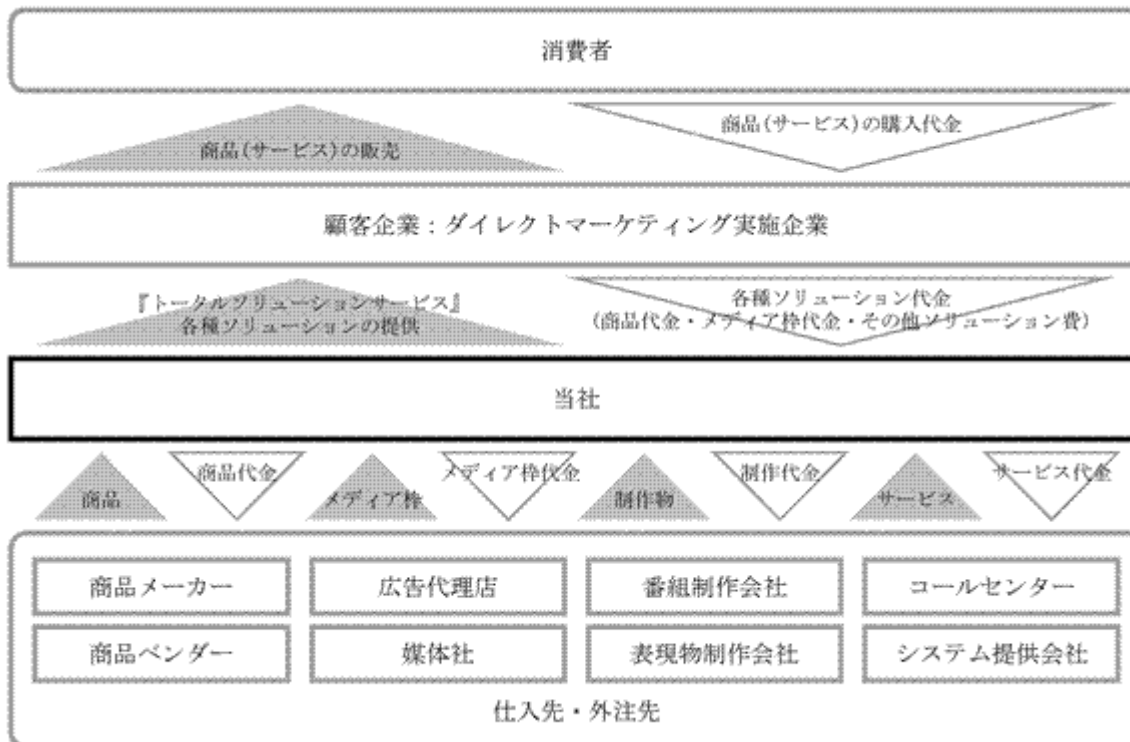 消費者
商品(サービス)の販売
商品(サービス)の購入代金
顧客企業：ダイレクトマーケティング実施企業
『トータルソリューションサービス』
各種ソリューションの提供
各種ソリューション代金
(商品代金・メディア枠代金・その他ソリューション費)
当社
商品
商品代金
メディア枠
メディア枠代金
制作物
制作代金
サービス
サービス代金
商品メーカー
広告代理店
番組制作会社
コールセンター
商品ベンダー
媒体社
表現物制作会社
システム提供会社
仕入先・外注先